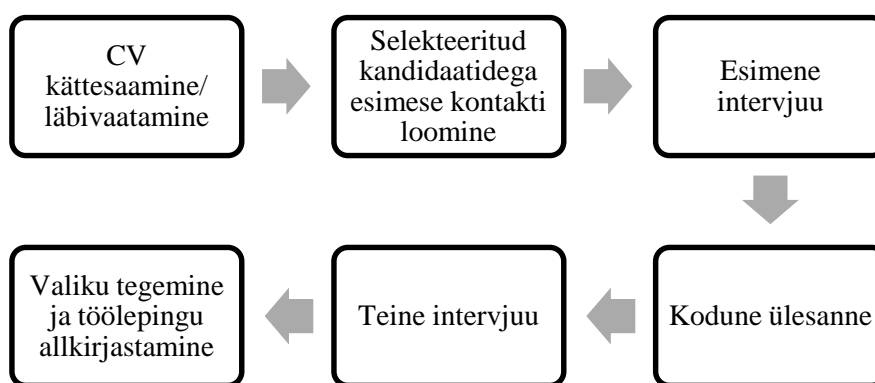 CV
kättesaamine/
läbivaatamine
Selekteeritud
kandidaatidega
esimese kontakti
loomine
Esimene
intervjuu
Kodune ülesanne
Teine intervjuu
Valiku tegemine
ja töölepingu
allkirjastamine